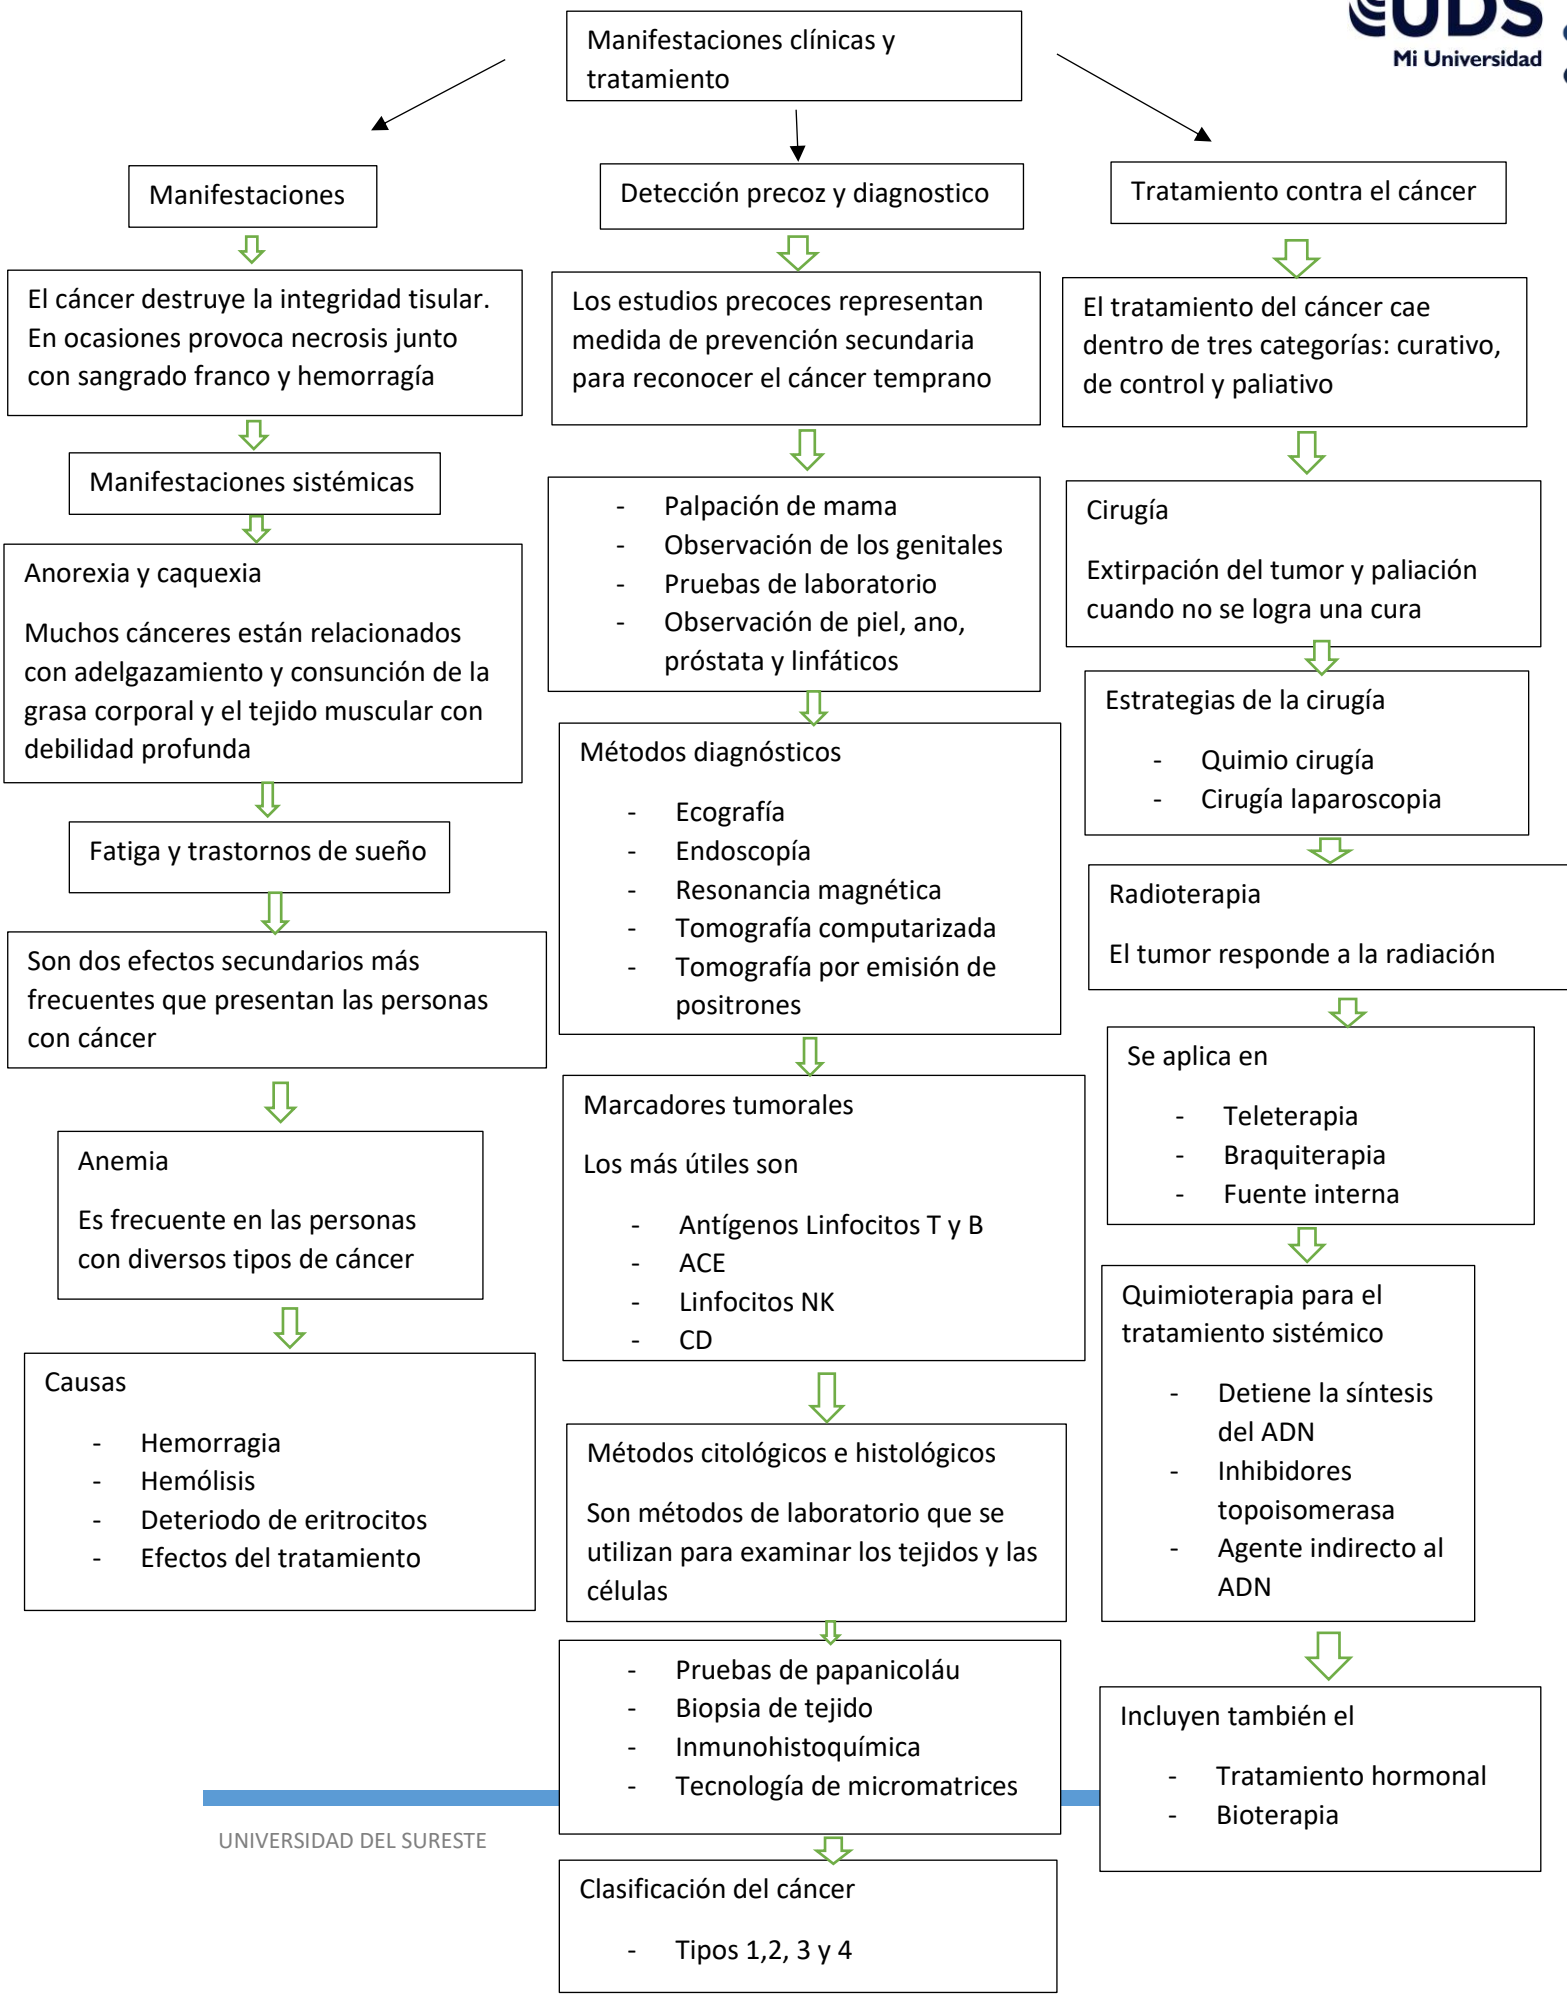 UDS
Mi Universidad
Manifestaciones clínicas y
tratamiento
Manifestaciones
El cáncer destruye la integridad tisular.
En ocasiones provoca necrosis junto
con sangrado franco y hemorragía
Manifestaciones sistémicas
Anorexia y caquexia
Muchos cánceres están relacionados
con adelgazamiento y consunción de la
grasa corporal y el tejido muscular con
debilidad profunda
Fatiga y trastornos de sueño
Son dos efectos secundarios más
frecuentes que presentan las personas
con cáncer
Anemia
Es frecuente en las personas
con diversos tipos de cáncer
Causas
- Hemorragia
- Hemólisis
- Deteriodo de eritrocitos
- Efectos del tratamiento
Detección precoz y diagnostico
Los estudios precoces representan
medida de prevención secundaria
para reconocer el cáncer temprano
- Palpación de mama
- Observación de los genitales
- Pruebas de laboratorio
- Observación de piel, ano,
próstata y linfáticos
Métodos diagnósticos
- Ecografía
- Endoscopía
- Resonancia magnética
- Tomografía computarizada
- Tomografía por emisión de
positrones
Marcadores tumorales
Los más útiles son
- Antígenos Linfocitos T y B
- ACE
- Linfocitos NK
- CD
Métodos citológicos e histológicos
Son métodos de laboratorio que se
utilizan para examinar los tejidos y las
células
- Pruebas de papanicoláu
- Biopsia de tejido
- Inmunohistoquímica
- Tecnología de micromatrices
Clasificación del cáncer
- Tipos 1,2, 3 y 4
Tratamiento contra el cáncer
El tratamiento del cáncer cae
dentro de tres categorías: curativo,
de control y paliativo
Cirugía
Extirpación del tumor y paliación
cuando no se logra una cura
Estrategias de la cirugía
- Quimio cirugía
- Cirugía laparoscopia
Radioterapia
El tumor responde a la radiación
Se aplica en
- Teleterapia
- Braquiterapia
- Fuente interna
Quimioterapia para el
tratamiento sistémico
- Detiene la síntesis
del ADN
- Inhibidores
topoisomerasa
- Agente indirecto al
ADN
Incluyen también el
- Tratamiento hormonal
- Bioterapia
UNIVERSIDAD DEL SURESTE